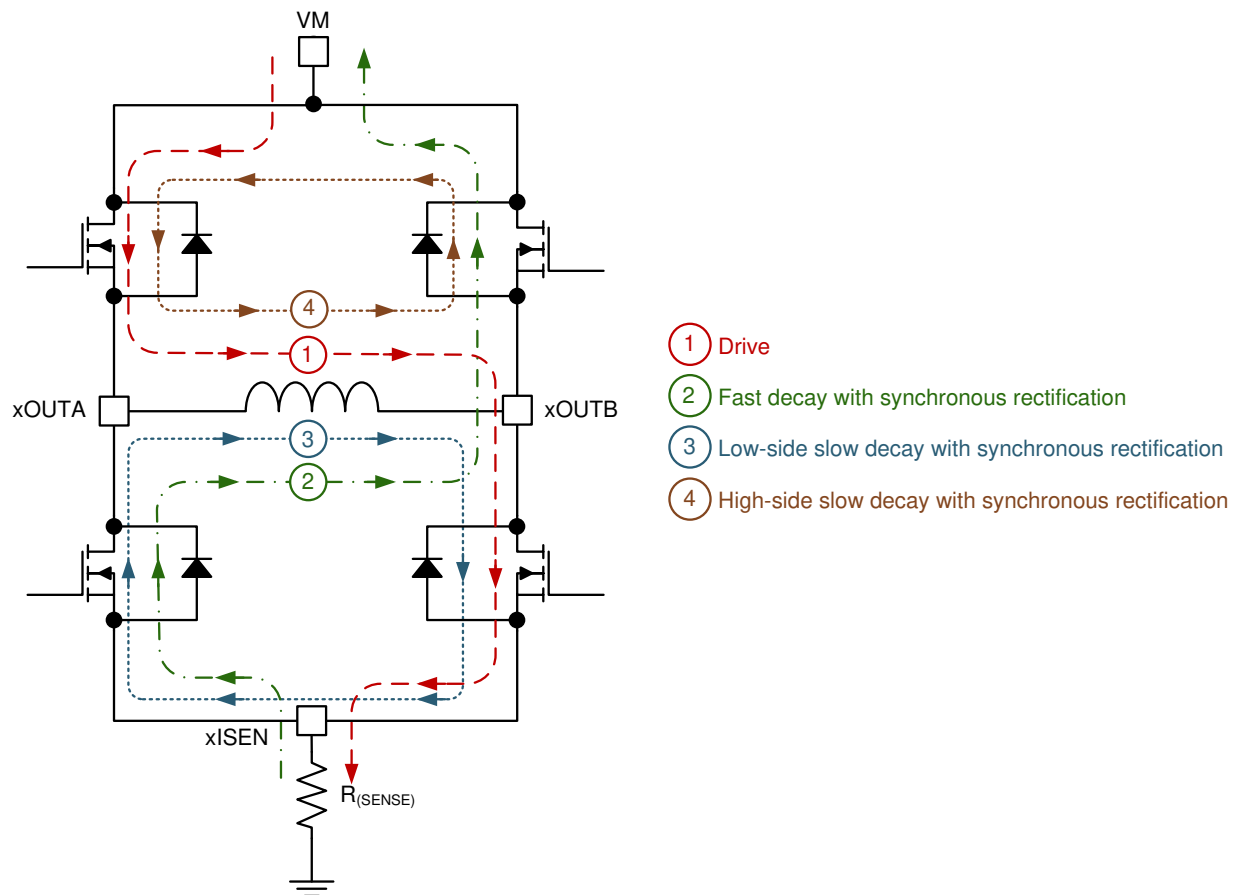 VM
4
1
xOUTA
xOUTB
3
2
xISEN
R(SENSE)
1 Drive
2 Fast decay with synchronous rectification
3 Low-side slow decay with synchronous rectification
4 High-side slow decay with synchronous rectification